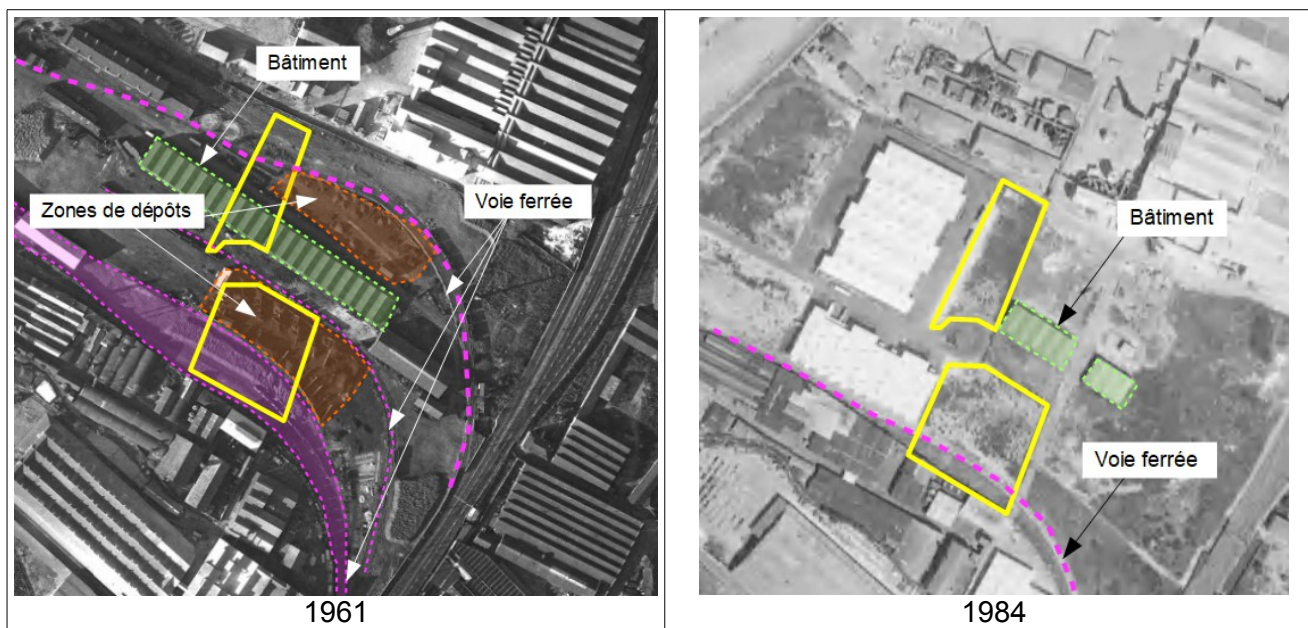 Bâtiment
Zones de dépôts
Voie ferrée
1961
Bâtiment
Voie ferrée
1984